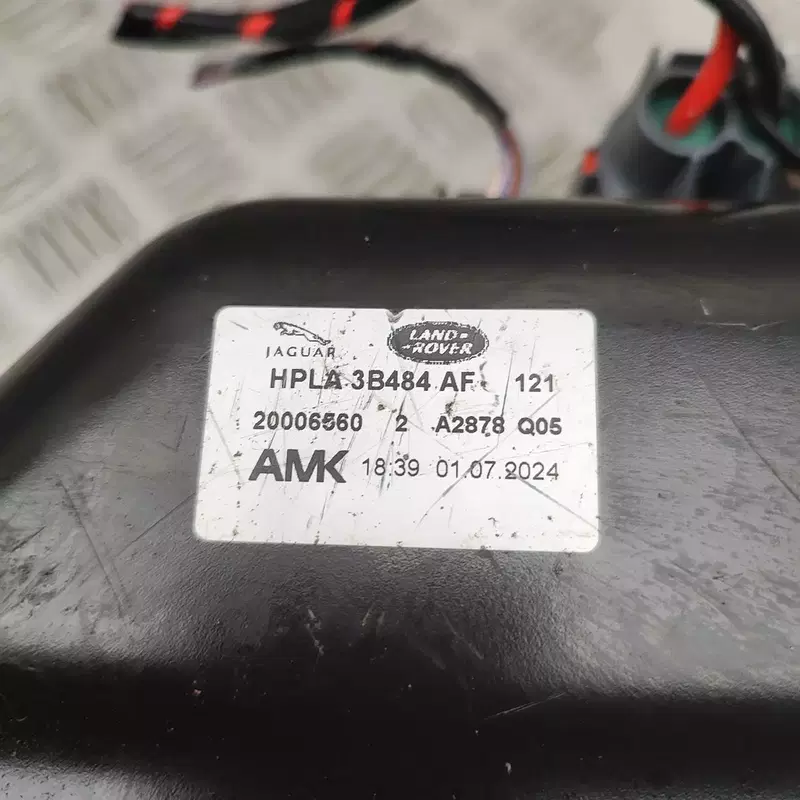 JAGUAR
LAND ROVER
HPLA 3B484 AF 121
20006560 2 A2878 Q05
AMK 18:39 01.07.2024